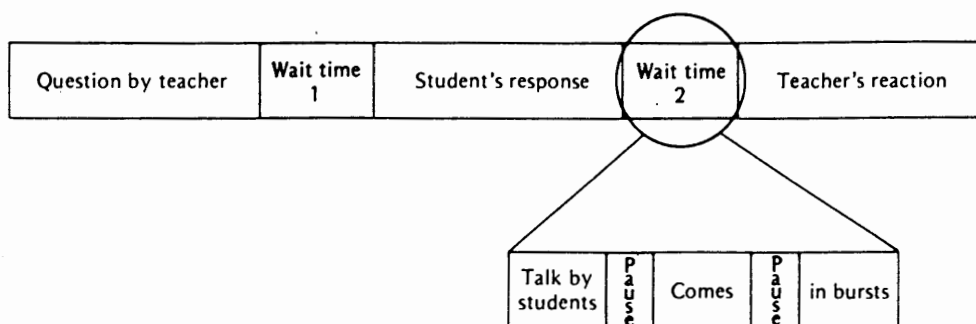 Question by teacher
Wait time
1
Student's response
Wait time
2
Teacher's reaction
Talk by
students
Pause
Comes
Pause
in bursts